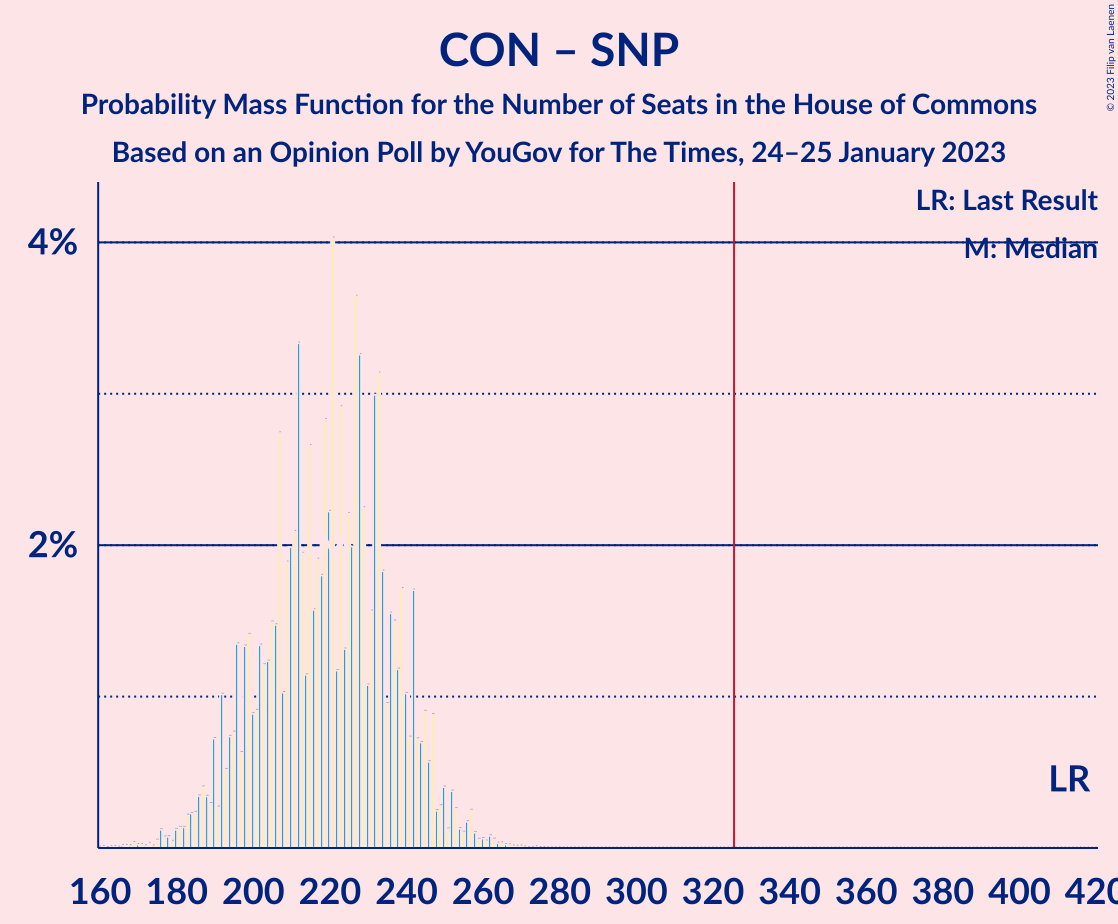 CON – SNP
Probability Mass Function for the Number of Seats in the House of Commons
Based on an Opinion Poll by YouGov for The Times, 24–25 January 2023
© 2023 Filip van Laenen
LR: Last Result
M: Median
4%
2%
LR
160 180 200 220 240 260 280 300 320 340 360 380 400 420